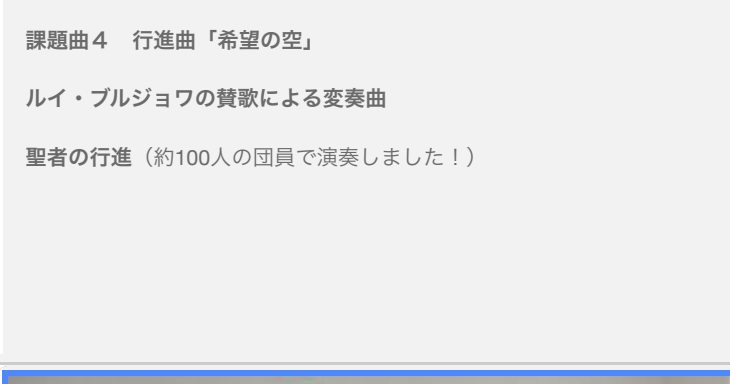 課題曲４　行進曲「希望の空」
ルイ・ブルジョワの賛歌による変奏曲
聖者の行進（約100人の団員で演奏しました！）